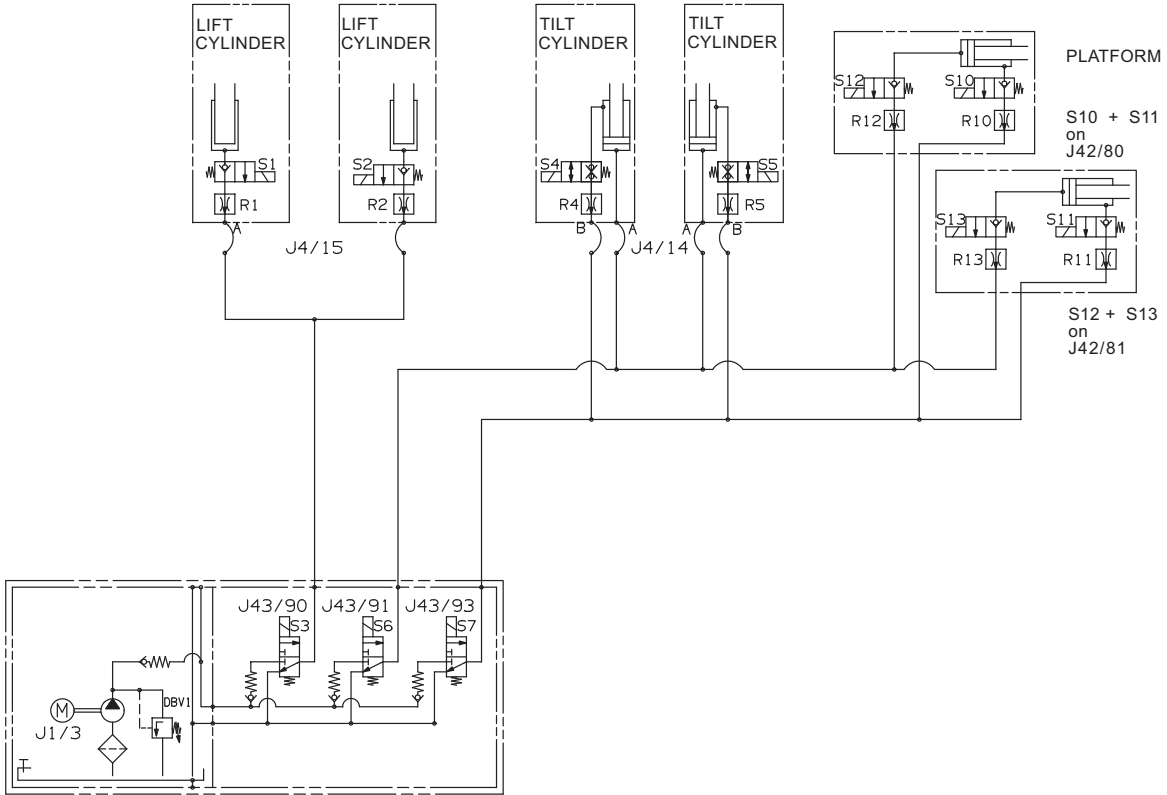 LIFT
CYLINDER
LIFT
CYLINDER
TILT
CYLINDER
TILT
CYLINDER
PLATFORM
S12
S10
R12
R10
S10 + S11
on
J42/80
S1
S2
S4
S5
R1
R2
R4
R5
A
B
A
A
B
J4/15
J4/14
S13
S11
R13
R11
S12 + S13
on
J42/81
J43/90
J43/91
J43/93
S3
S6
S7
DBV1
M
J1/3